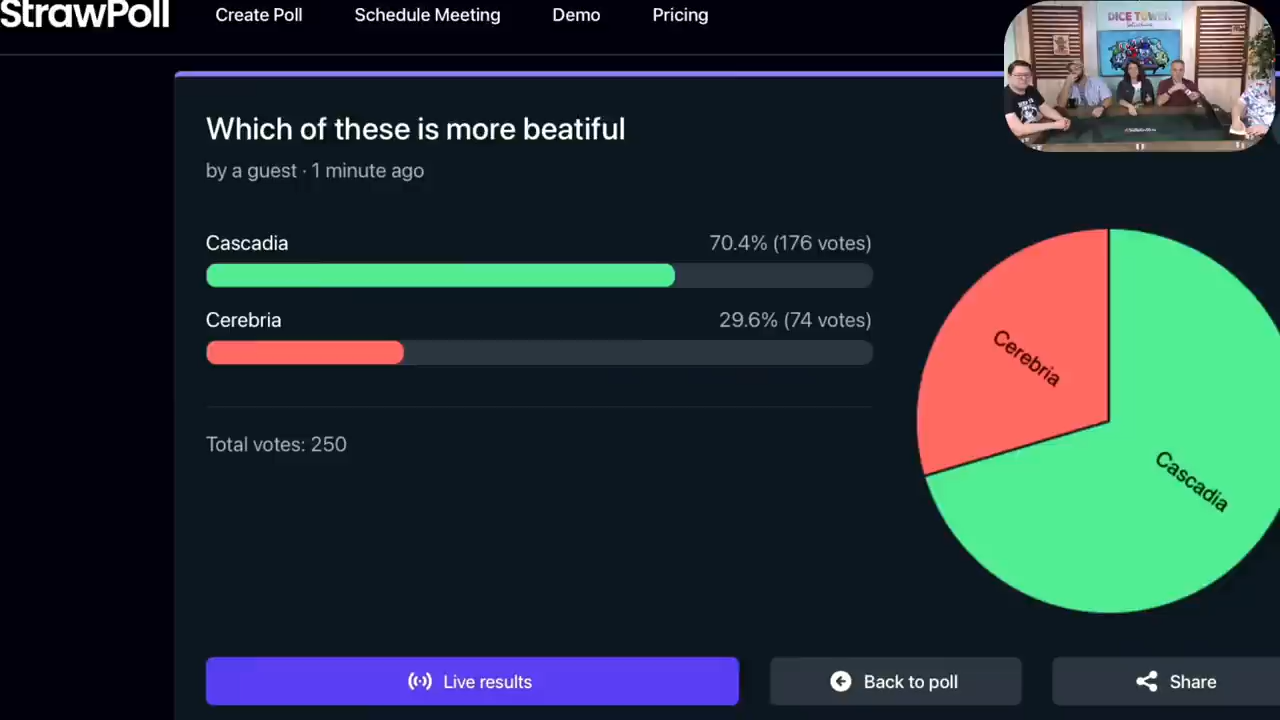 StrawPoll
Create Poll
Schedule Meeting
Demo
Pricing
DICE TOWER
Which of these is more beatiful
by a guest · 1 minute ago
Cascadia
70.4% (176 votes)
Cerebria
29.6% (74 votes)
Total votes: 250
Cerebria
Cascadia
Live results
Back to poll
Share